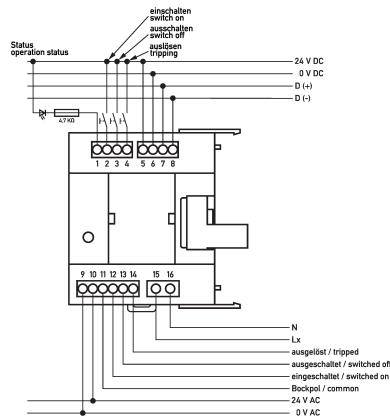 einschalten
switch on
ausschalten
switch off
auslösen
tripping
Status
operation status
24 V DC
0 V DC
D (+)
D (-)
4,7 KΩ
1 2 3 4 5 6 7 8
9 10 11 12 13 14 15 16
N
Lx
ausgelöst / tripped
ausgeschaltet / switched off
eingeschaltet / switched on
Bockpol / common
24 V AC
0 V AC